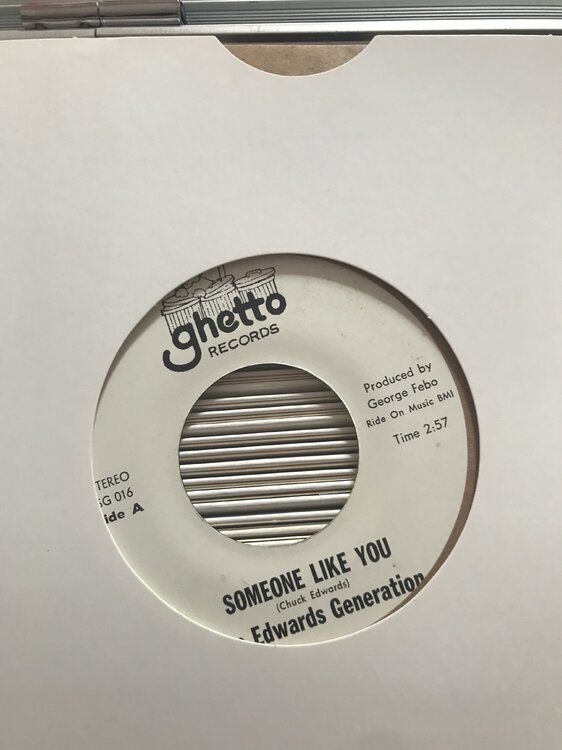 ghetto
RECORDS
Produced by
George Febo
Ride On Music BMI
Time 2:57
TEREO
SG 016
ide A
SOMEONE LIKE YOU
(Chuck Edwards)
Edwards Generation